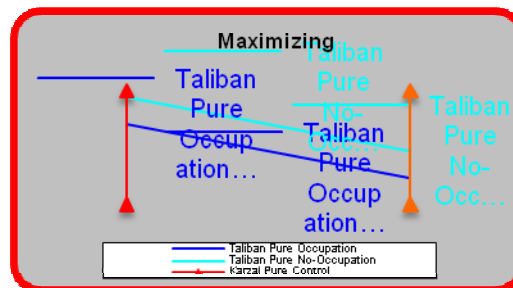 Maximizing
Taliban
Pure
Occup
ation…
Taliban
Pure
No-
Occ…
Taliban
Pure
Occup
ation…
Taliban
Pure
No-
Occ…
Taliban Pure Occupation
Taliban Pure No-Occupation
Karzai Pure Control